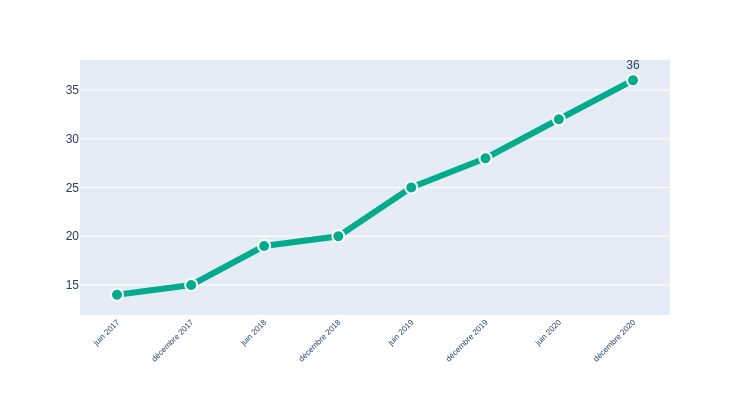 36
35
30
25
20
15
juin 2017
décembre 2017
juin 2018
décembre 2018
juin 2019
décembre 2019
juin 2020
décembre 2020